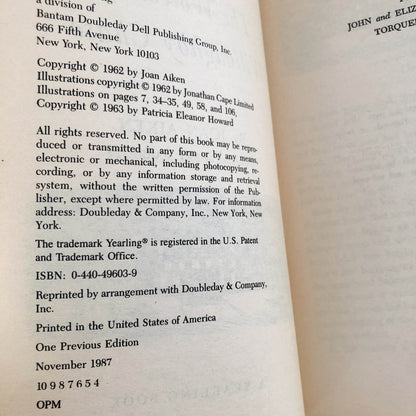 a division of
Bantam Doubleday Dell Publishing Group, Inc.
666 Fifth Avenue
New York, New York 10103
Copyright © 1962 by Joan Aiken
Illustrations copyright © 1962 by Jonathan Cape Limited
Illustrations on pages 7, 34–35, 49, 58, and 106,
Copyright © 1963 by Patricia Eleanor Howard
All rights reserved. No part of this book may be repro-
duced or transmitted in any form or by any means,
electronic or mechanical, including photocopying, re-
cording, or by any information storage and retrieval
system, without the written permission of the Pub-
lisher, except where permitted by law. For information
address: Doubleday & Company, Inc., New York, New
York.
The trademark Yearling® is registered in the U.S. Patent
and Trademark Office.
ISBN: 0-440-49603-9
Reprinted by arrangement with Doubleday & Company,
Inc.
Printed in the United States of America
One Previous Edition
November 1987
10 9 8 7 6 5 4
OPM
JOHN and ELIZ
TORQUE